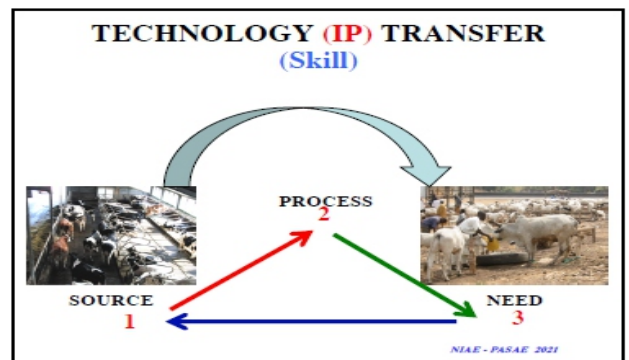 TECHNOLOGY (IP) TRANSFER
(Skill)
PROCESS
2
SOURCE
1
NEED
3
NIAE - PASAE 2021